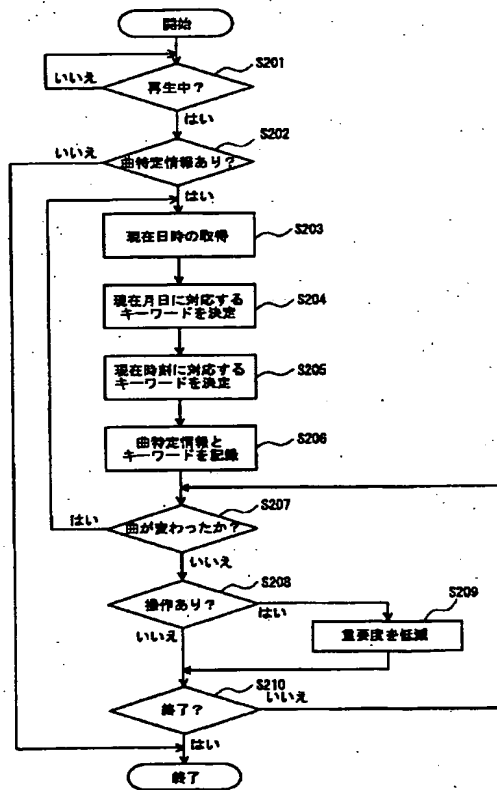 開始
S201
再生中?
いいえ
はい
S202
いいえ
曲特定情報あり?
はい
現在日時の取得
S203
現在月日に対応する
キーワードを決定
S204
現在時刻に対応する
キーワードを決定
S205
曲特定情報と
キーワードを記録
S206
S207
はい
曲が変わったか?
いいえ
S208
操作あり?
はい
いいえ
S209
重要度を低減
S210
終了?
いいえ
はい
終了